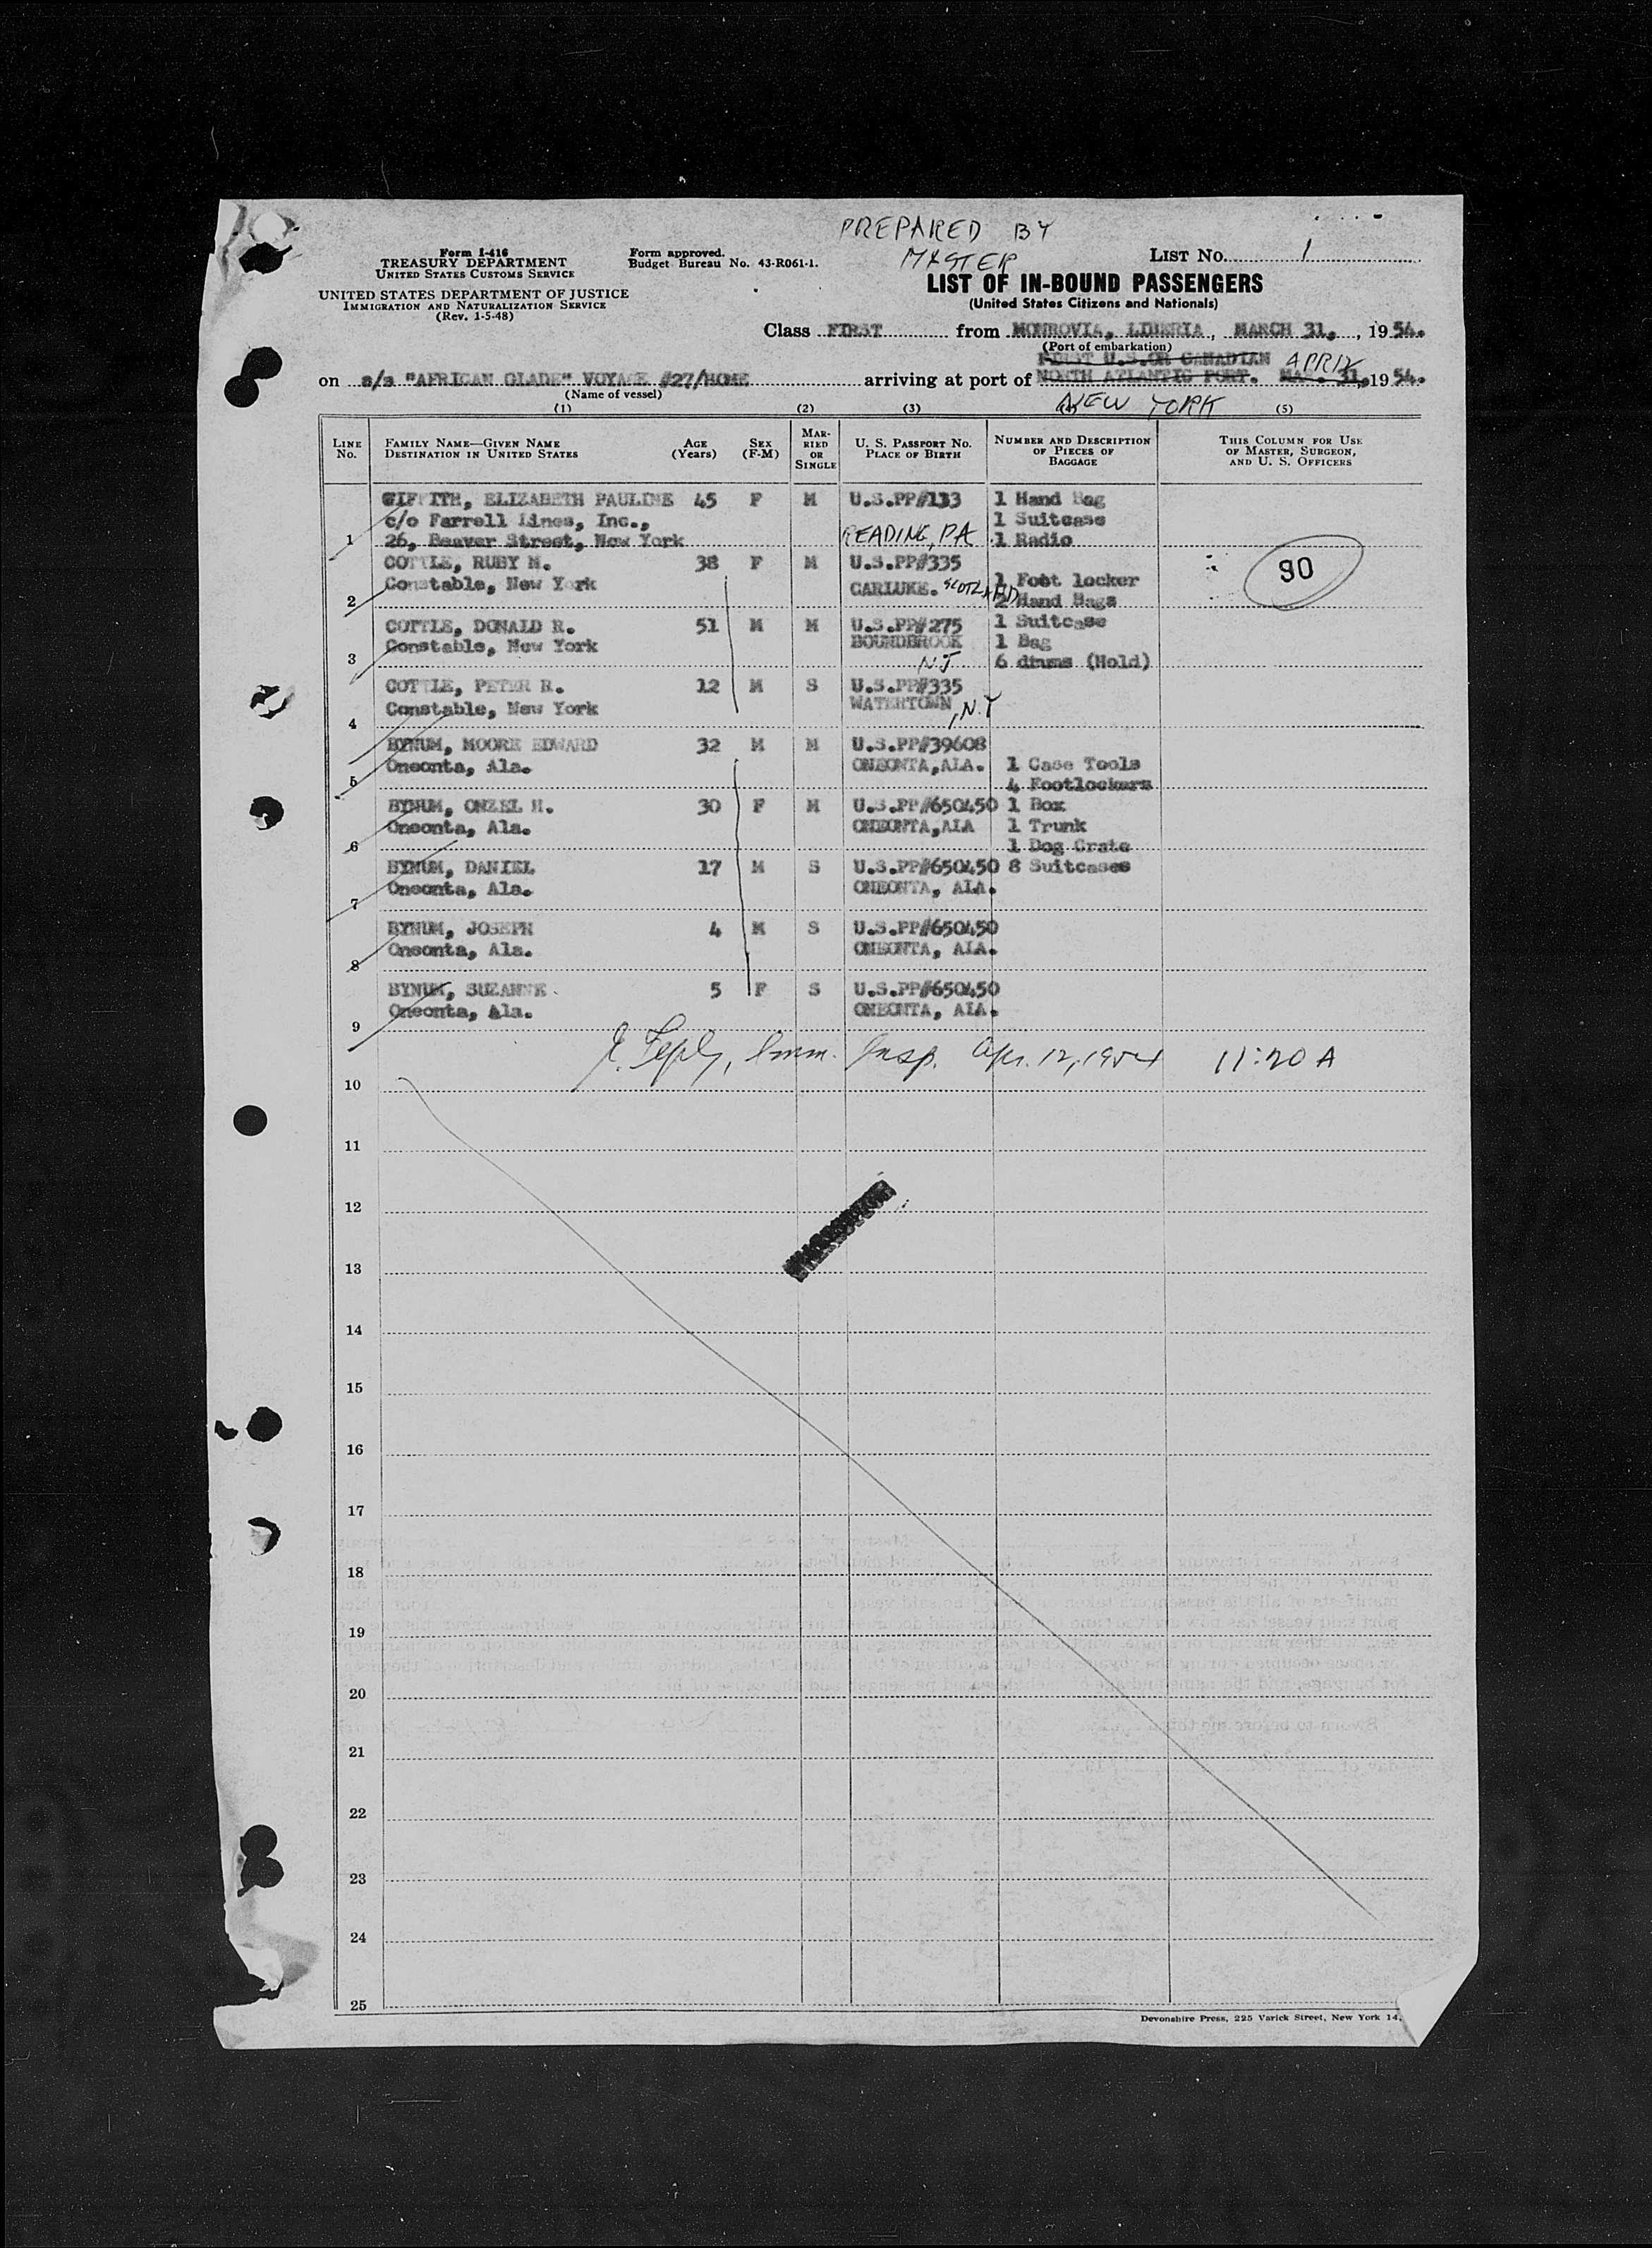 PREPARED BY
MASTER
Form I-416
TREASURY DEPARTMENT
UNITED STATES CUSTOMS SERVICE
UNITED STATES DEPARTMENT OF JUSTICE
IMMIGRATION AND NATURALIZATION SERVICE
(Rev. 1-5-48)
Form approved.
Budget Bureau No. 43-R061-1.
LIST No. 1
LIST OF IN-BOUND PASSENGERS
(United States Citizens and Nationals)
Class FIRST from MONROVIA, LIBERIA, MARCH 31, , 1954.
(Port of embarkation)
FIRST U.S.OR CANADIAN APR 12
on s/s "AFRICAN GLADE" VOYAGE #27/HOME arriving at port of NORTH ATLANTIC PORT. MAR. 31,1954.
(Name of vessel)
NEW YORK
(1) (2) (3) (5)
LINE No. FAMILY NAME—GIVEN NAME DESTINATION IN UNITED STATES AGE (Years) SEX (F-M) MARRIED OR SINGLE U. S. PASSPORT No. PLACE OF BIRTH NUMBER AND DESCRIPTION OF PIECES OF BAGGAGE THIS COLUMN FOR USE OF MASTER, SURGEON, AND U. S. OFFICERS
GIFFITH, ELIZABETH PAULINE 45 F M U.S.PP#133 1 Hand Bag
c/o Farrell Lines, Inc., 1 Suitcase
1 26, Beaver Street, New York READING, PA 1 Radio
COTTLE, RUBY M. 38 F M U.S.PP#335
Constable, New York CARLUKE. SCOTLAND 1 Foot locker 90
2 2 Hand Bags
COTTLE, DONALD R. 51 M M U.S.PP#275 1 Suitcase
Constable, New York BOUNDBROOK 1 Bag
3 NJ 6 drums (Hold)
COTTLE, PETER R. 12 M S U.S.PP#335
Constable, New York WATERTOWN, N.Y
4
BYNUM, MOORE EDWARD 32 M M U.S.PP#39608
Oneonta, Ala. ONEONTA,ALA. 1 Case Tools
5 4 Footlockers
BYNUM, ONZEL H. 30 F M U.S.PP#650450 1 Box
Oneonta, Ala. ONEONTA,ALA 1 Trunk
6 1 Dog Crate
BYNUM, DANIEL 17 M S U.S.PP#650450 8 Suitcases
Oneonta, Ala. ONEONTA, ALA.
7
BYNUM, JOSEPH 4 M S U.S.PP#650450
Oneonta, Ala. ONEONTA, ALA.
8
BYNUM, SUZANNE 5 F S U.S.PP#650450
Oneonta, Ala. ONEONTA, ALA.
9
Imm. Insp. Apr. 12, 1954 11:20 A
10
11
12
13
14
15
16
17
18
19
20
21
22
23
24
25
Devonshire Press, 225 Varick Street, New York 14,